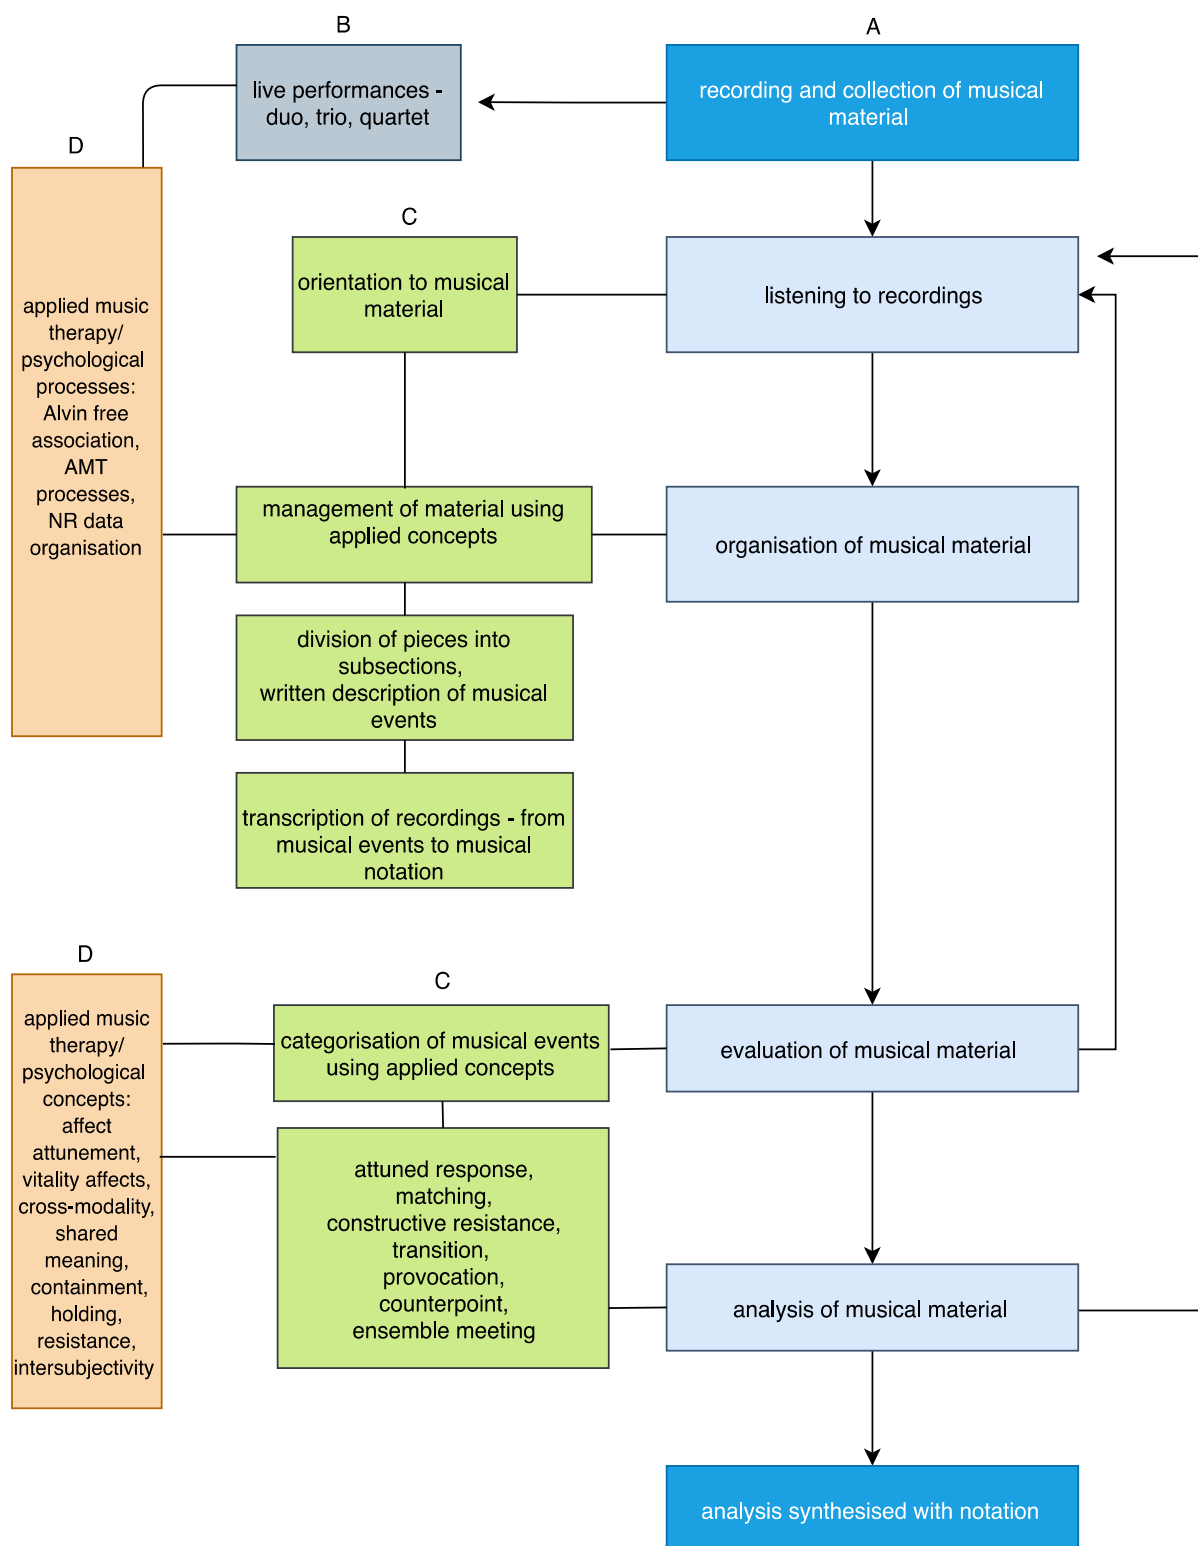 B
A
live performances -
duo, trio, quartet
recording and collection of musical
material
D
applied music
therapy/
psychological
processes:
Alvin free
association,
AMT
processes,
NR data
organisation
C
orientation to musical
material
listening to recordings
management of material using
applied concepts
organisation of musical material
division of pieces into
subsections,
written description of musical
events
transcription of recordings - from
musical events to musical
notation
D
applied music
therapy/
psychological
concepts:
affect
attunement,
vitality affects,
cross-modality,
shared
meaning,
containment,
holding,
resistance,
intersubjectivity
C
categorisation of musical events
using applied concepts
evaluation of musical material
attuned response,
matching,
constructive resistance,
transition,
provocation,
counterpoint,
ensemble meeting
analysis of musical material
analysis synthesised with notation